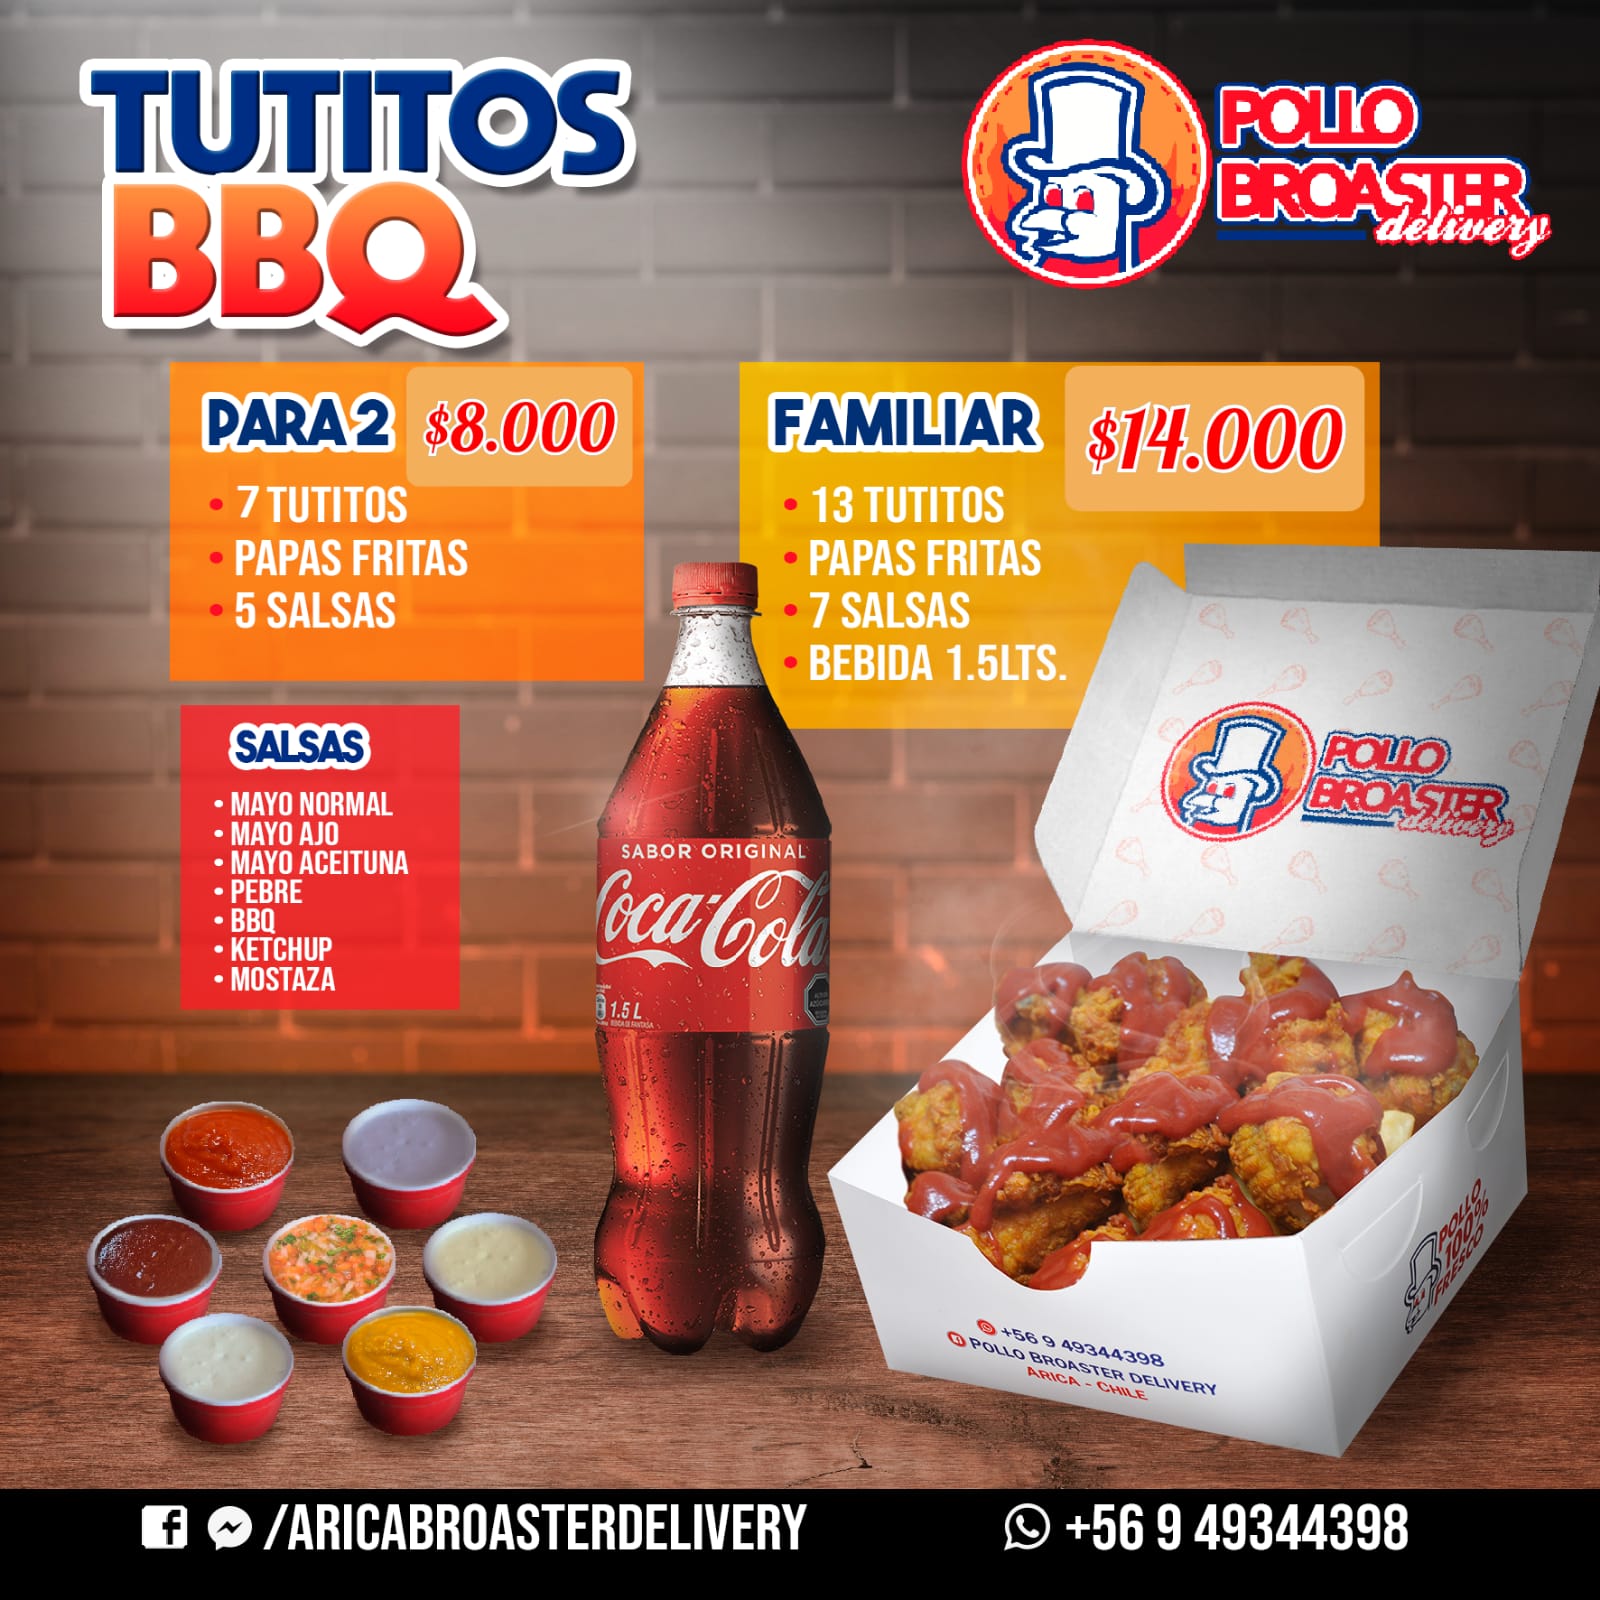 TUTITOS
BBQ
POLLO
BROASTER
delivery
PARA 2
$8.000
• 7 TUTITOS
• PAPAS FRITAS
• 5 SALSAS
FAMILIAR
$14.000
• 13 TUTITOS
• PAPAS FRITAS
• 7 SALSAS
• BEBIDA 1.5LTS.
SALSAS
• MAYO NORMAL
• MAYO AJO
• MAYO ACEITUNA
• PEBRE
• BBQ
• KETCHUP
• MOSTAZA
SABOR ORIGINAL
Coca-Cola
1.5 L
BEBIDA DE FANTASIA
POLLO
BROASTER
delivery
POLLO
100%
FRESCO
+56 9 49344398
POLLO BROASTER DELIVERY
ARICA - CHILE
/ARICABROASTERDELIVERY
+56 9 49344398